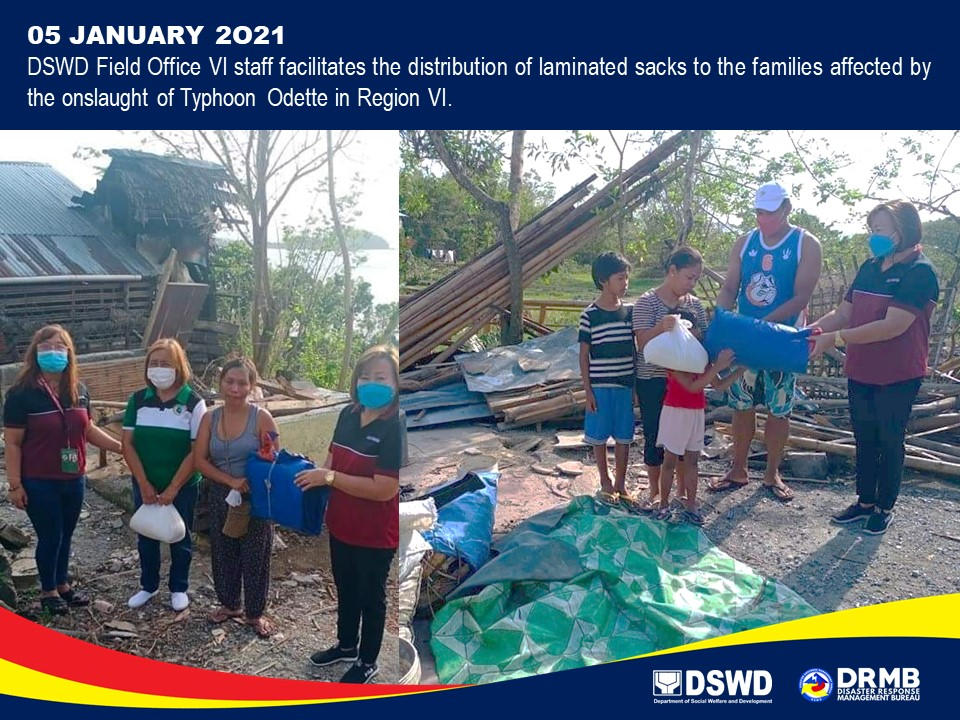 05 JANUARY 2O21
DSWD Field Office VI staff facilitates the distribution of laminated sacks to the families affected by
the onslaught of Typhoon Odette in Region VI.
DSWD
Department of Social Welfare and Development
DRMB
DISASTER RESPONSE
MANAGEMENT BUREAU